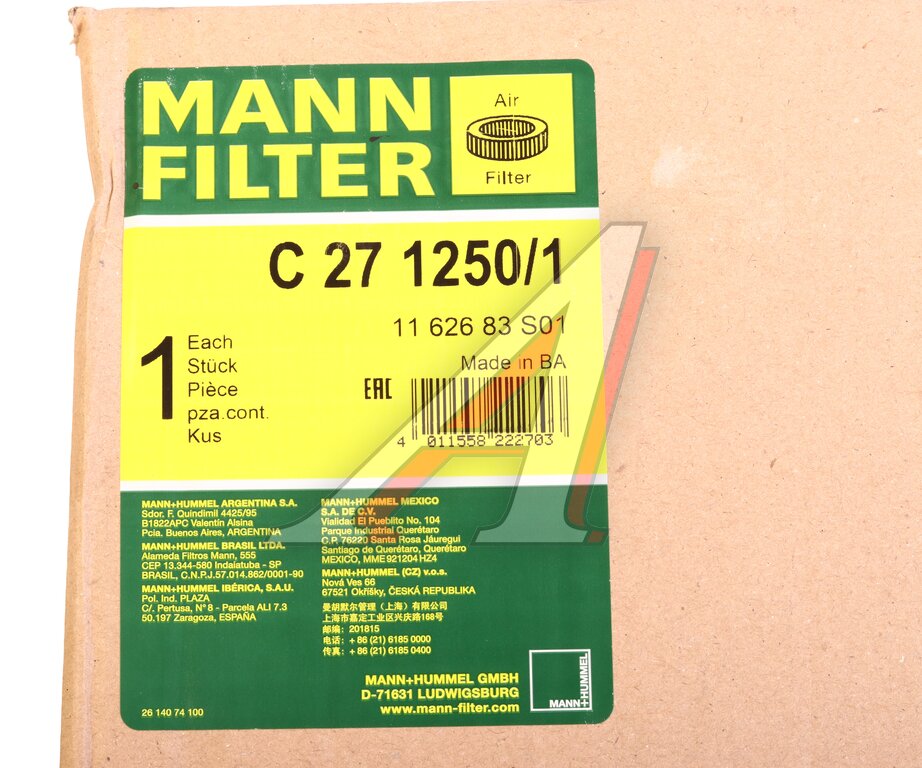 MANN
FILTER
Air
Filter
C 27 1250/1
11 626 83 S01
Made in BA
1
Each
Stück
Pièce
pza.cont.
Kus
EAC
4 011558 222703
MANN+HUMMEL ARGENTINA S.A.
Sdor. F. Quindimil 4425/95
B1822APC Valentín Alsina
Pcia. Buenos Aires, ARGENTINA
MANN+HUMMEL BRASIL LTDA.
Alameda Filtros Mann, 555
CEP 13.344-580 Indaiatuba - SP
BRASIL, C.N.P.J.57.014.862/0001-90
MANN+HUMMEL IBÉRICA, S.A.U.
Pol. Ind. PLAZA
C/. Pertusa, Nº 8 - Parcela ALI 7.3
50.197 Zaragoza, ESPAÑA
MANN+HUMMEL MEXICO
S.A. DE C.V.
Vialidad El Pueblito No. 104
Parque Industrial Querétaro
C.P. 76220 Santa Rosa Jáuregui
Santiago de Querétaro, Querétaro
MEXICO, MME 921204 HZ4
MANN+HUMMEL (CZ) v.o.s.
Nová Ves 66
67521 Okříšky, ČESKÁ REPUBLIKA
曼胡默尔管理（上海）有限公司
上海市嘉定工业区兴庆路168号
邮编：201815
电话：+ 86 (21) 6185 0000
传真：+ 86 (21) 6185 0400
MANN+HUMMEL GMBH
D-71631 LUDWIGSBURG
www.mann-filter.com
MANN+HUMMEL
26 140 74 100